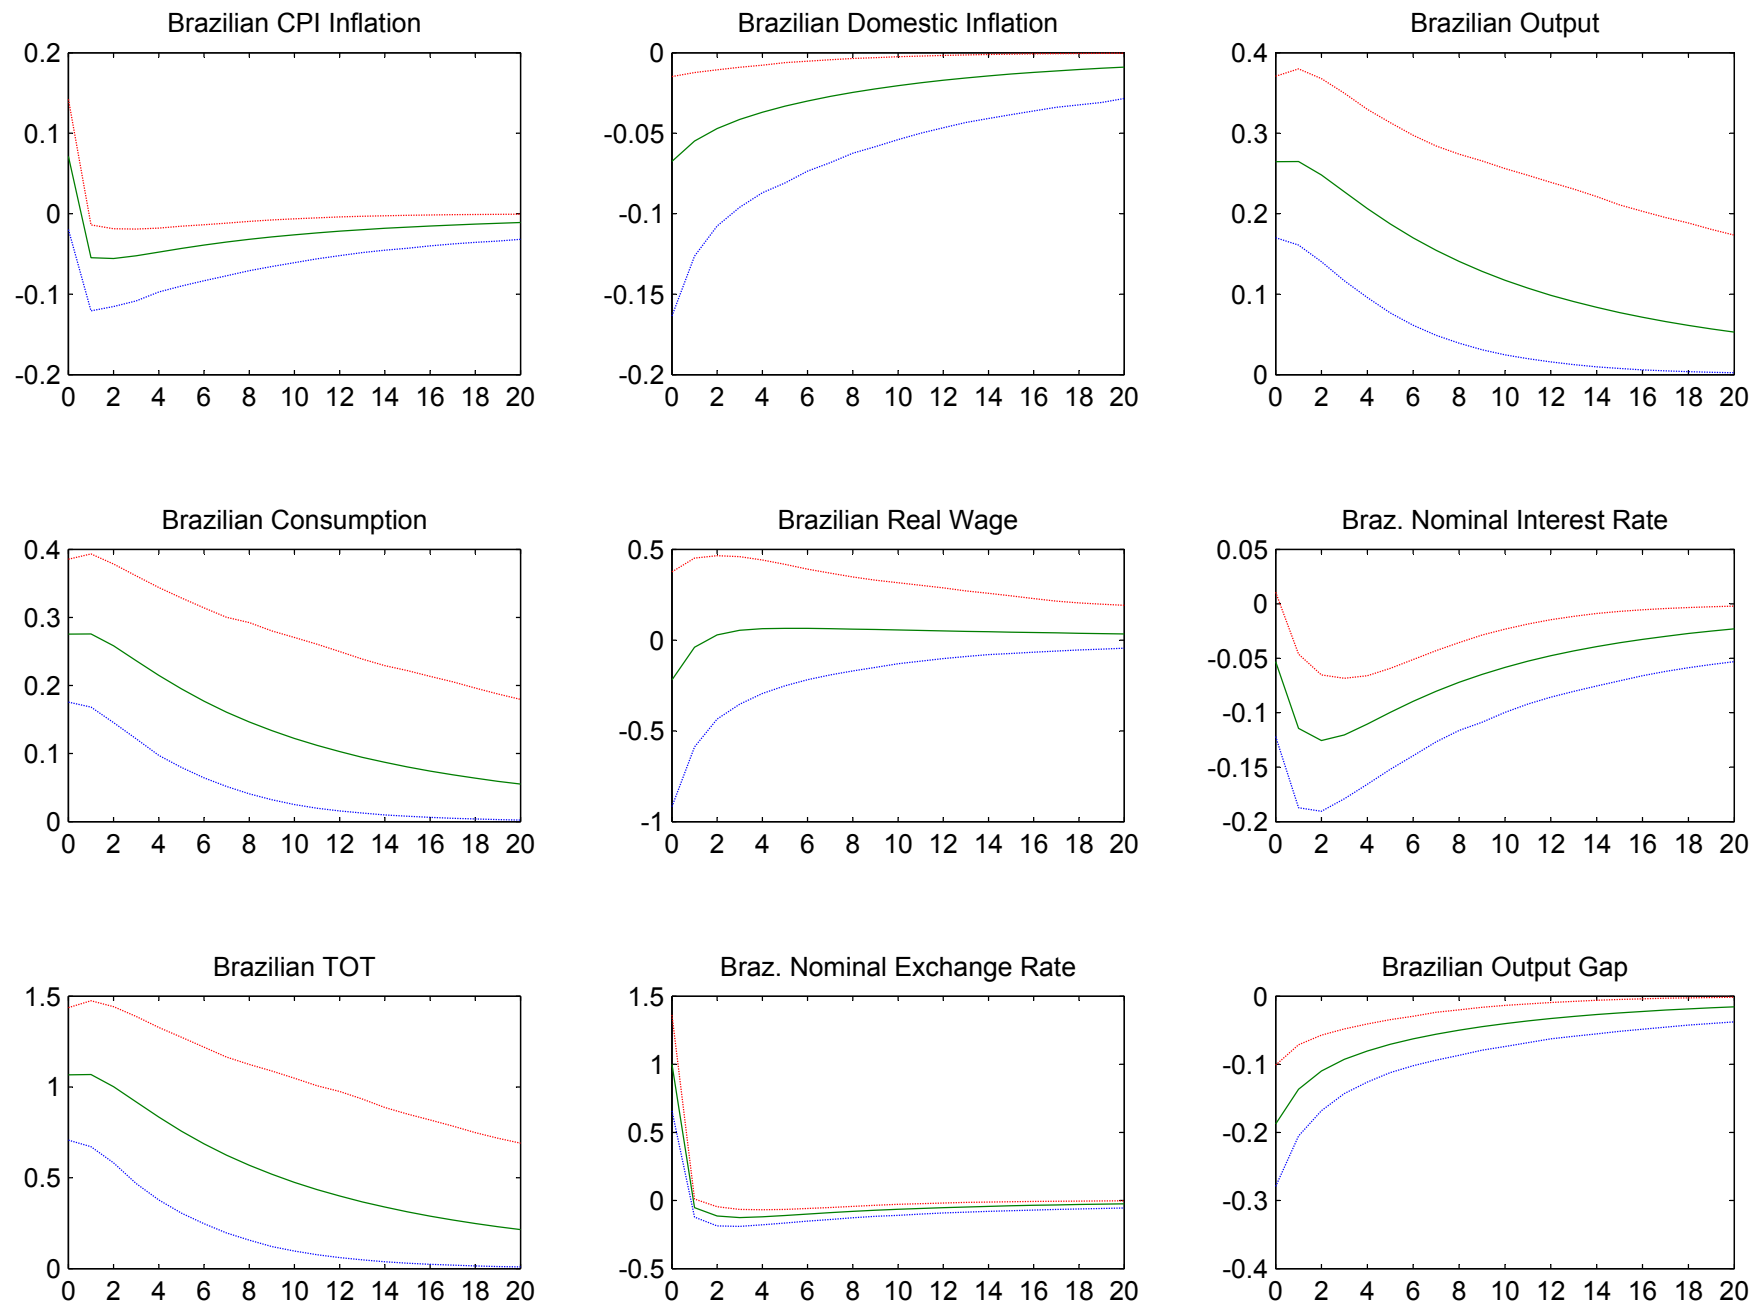 Brazilian CPI Inflation
0.2
0.1
0
-0.1
-0.2
0 2 4 6 8 10 12 14 16 18 20
Brazilian Domestic Inflation
0
-0.05
-0.1
-0.15
-0.2
0 2 4 6 8 10 12 14 16 18 20
Brazilian Output
0.4
0.3
0.2
0.1
0
0 2 4 6 8 10 12 14 16 18 20
Brazilian Consumption
0.4
0.3
0.2
0.1
0
0 2 4 6 8 10 12 14 16 18 20
Brazilian Real Wage
0.5
0
-0.5
-1
0 2 4 6 8 10 12 14 16 18 20
Braz. Nominal Interest Rate
0.05
0
-0.05
-0.1
-0.15
-0.2
0 2 4 6 8 10 12 14 16 18 20
Brazilian TOT
1.5
1
0.5
0
0 2 4 6 8 10 12 14 16 18 20
Braz. Nominal Exchange Rate
1.5
1
0.5
0
-0.5
0 2 4 6 8 10 12 14 16 18 20
Brazilian Output Gap
0
-0.1
-0.2
-0.3
-0.4
0 2 4 6 8 10 12 14 16 18 20